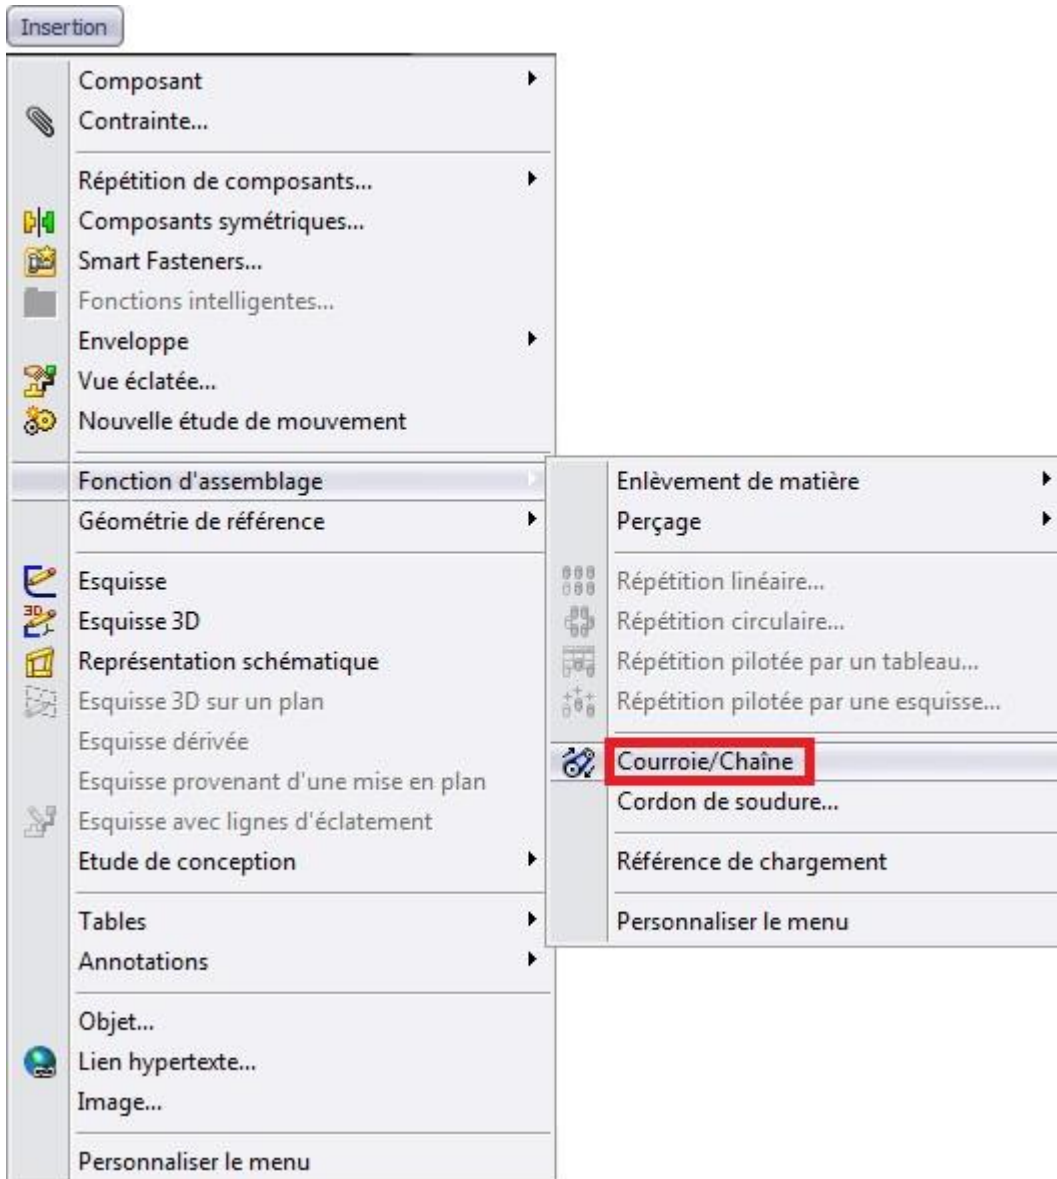 Insertion
Composant
Contrainte...
Répétition de composants...
Composants symétriques...
Smart Fasteners...
Fonctions intelligentes...
Enveloppe
Vue éclatée...
Nouvelle étude de mouvement
Fonction d'assemblage
Géométrie de référence
Esquisse
Esquisse 3D
Représentation schématique
Esquisse 3D sur un plan
Esquisse dérivée
Esquisse provenant d'une mise en plan
Esquisse avec lignes d'éclatement
Etude de conception
Tables
Annotations
Objet...
Lien hypertexte...
Image...
Personnaliser le menu
Enlèvement de matière
Perçage
Répétition linéaire...
Répétition circulaire...
Répétition pilotée par un tableau...
Répétition pilotée par une esquisse...
Courroie/Chaîne
Cordon de soudure...
Référence de chargement
Personnaliser le menu